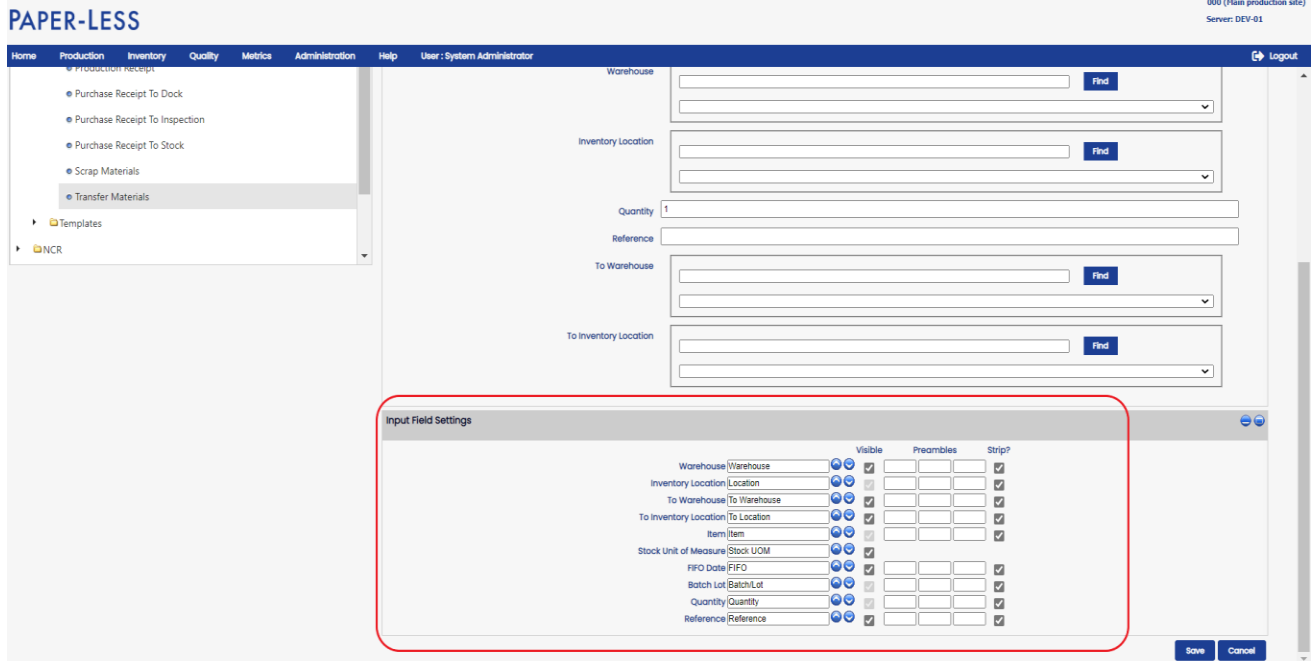 000 (Main production site)
PAPER-LESS
Server: DEV-01
Home Production Inventory Quality Metrics Administration Help User : System Administrator Logout
Production Receipt
Purchase Receipt To Dock
Purchase Receipt To Inspection
Purchase Receipt To Stock
Scrap Materials
Transfer Materials
Templates
NCR
Warehouse
Find
Inventory Location
Find
Quantity 1
Reference
To Warehouse
Find
To Inventory Location
Find
Input Field Settings
Visible Preambles Strip?
Warehouse Warehouse
Inventory Location Location
To Warehouse To Warehouse
To Inventory Location To Location
Item Item
Stock Unit of Measure Stock UOM
FIFO Date FIFO
Batch Lot Batch/Lot
Quantity Quantity
Reference Reference
Save Cancel